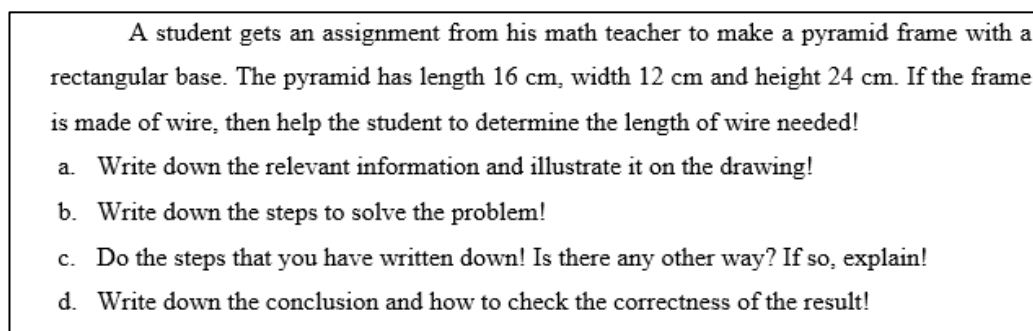 A student gets an assignment from his math teacher to make a pyramid frame with a
rectangular base. The pyramid has length 16 cm, width 12 cm and height 24 cm. If the frame
is made of wire, then help the student to determine the length of wire needed!
a. Write down the relevant information and illustrate it on the drawing!
b. Write down the steps to solve the problem!
c. Do the steps that you have written down! Is there any other way? If so, explain!
d. Write down the conclusion and how to check the correctness of the result!